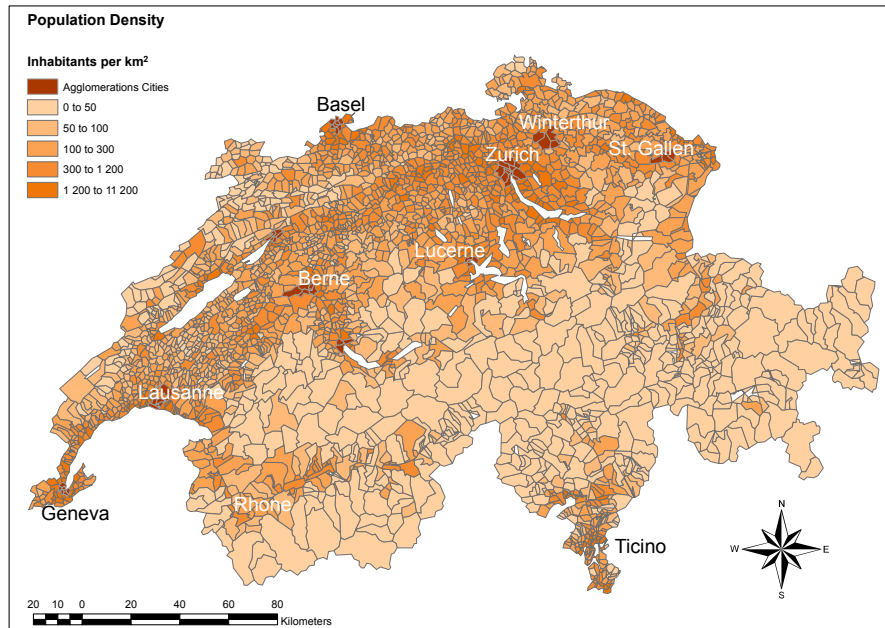 Population Density
Inhabitants per km²
Agglomerations Cities
0 to 50
50 to 100
100 to 300
300 to 1 200
1 200 to 11 200
Basel
Winterthur
Zurich
St. Gallen
Lucerne
Berne
Lausanne
Rhone
Geneva
Ticino
N
W E
S
20 10 0 20 40 60 80
Kilometers